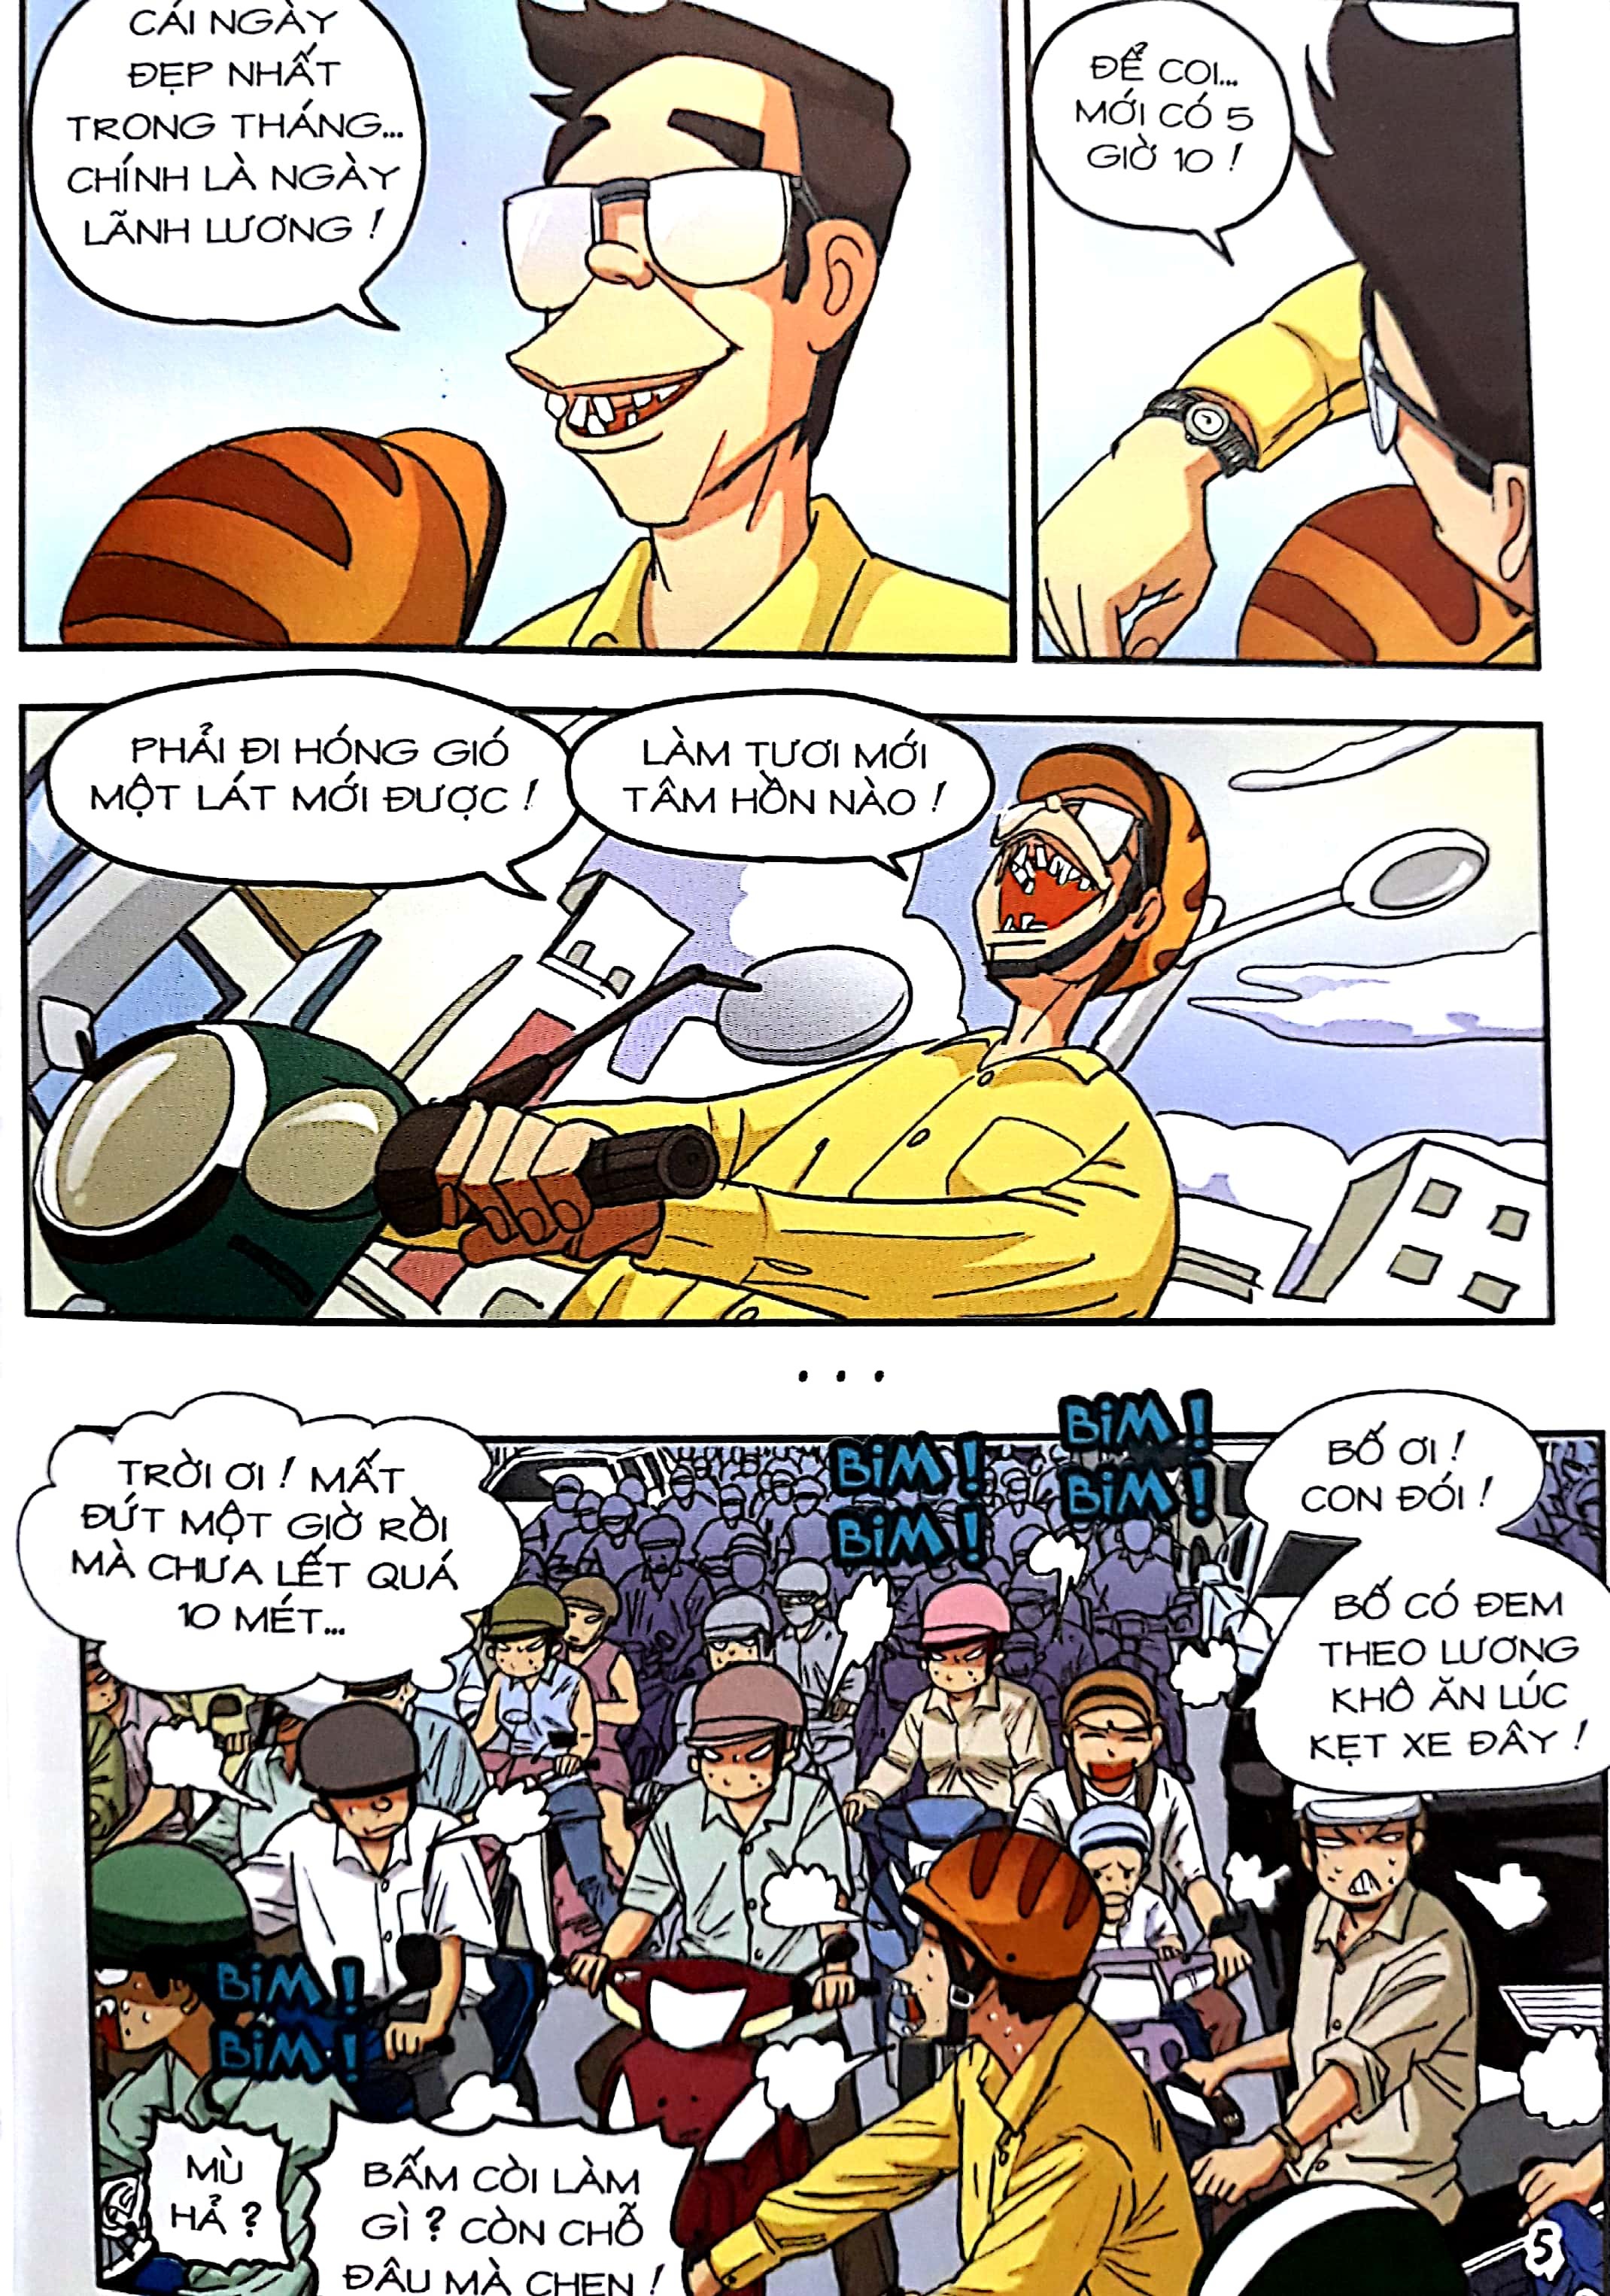 CÁI NGÀY
ĐẸP NHẤT
TRONG THÁNG...
CHÍNH LÀ NGÀY
LÃNH LƯƠNG !
ĐỂ COI...
MỚI CÓ 5
GIỜ 10 !
PHẢI ĐI HÓNG GIÓ
MỘT LÁT MỚI ĐƯỢC !
LÀM TƯƠI MỚI
TÂM HỒN NÀO !
...
TRỜI ƠI ! MẤT
ĐỨT MỘT GIỜ RỒI
MÀ CHƯA LẾT QUÁ
10 MÉT...
BIM !
BIM !
BIM !
BIM !
BỐ ƠI !
CON ĐÓI !
BỐ CÓ ĐEM
THEO LƯƠNG
KHÔ ĂN LÚC
KẸT XE ĐÂY !
BIM !
BIM !
MÙ
HẢ ?
BẤM CÒI LÀM
GÌ ? CÒN CHỖ
ĐÂU MÀ CHEN !
5